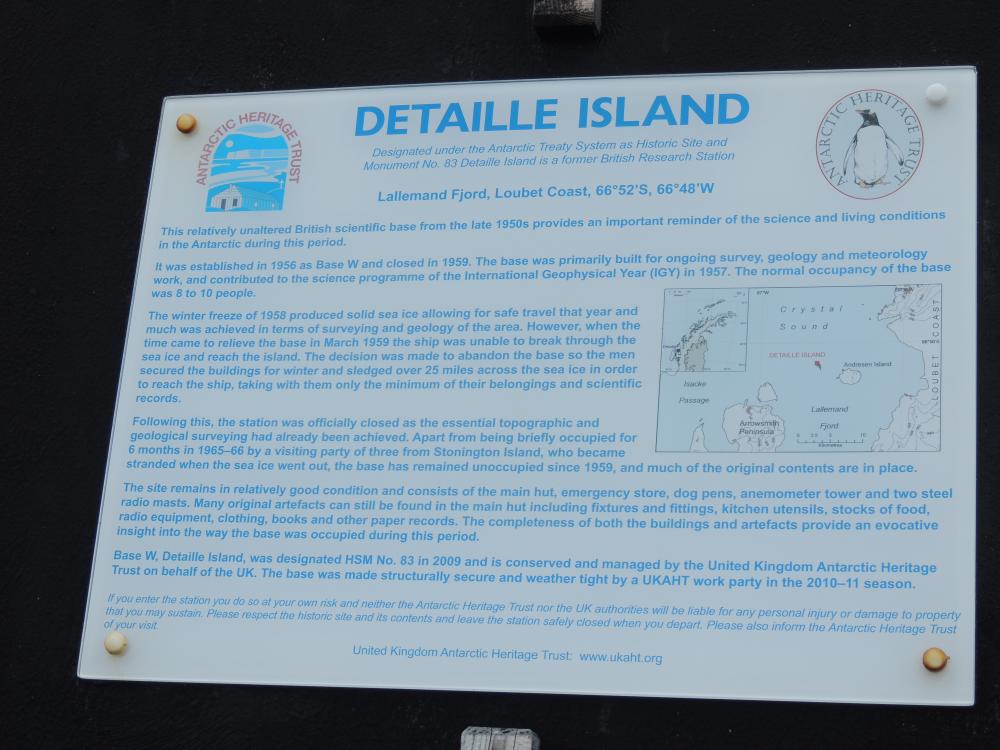 DETAILLE ISLAND
ANTARCTIC HERITAGE TRUST
ANTARCTIC HERITAGE TRUST
Designated under the Antarctic Treaty System as Historic Site and
Monument No. 83 Detaille Island is a former British Research Station
Lallemand Fjord, Loubet Coast, 66°52'S, 66°48'W
This relatively unaltered British scientific base from the late 1950s provides an important reminder of the science and living conditions
in the Antarctic during this period.
It was established in 1956 as Base W and closed in 1959. The base was primarily built for ongoing survey, geology and meteorology
work, and contributed to the science programme of the International Geophysical Year (IGY) in 1957. The normal occupancy of the base
was 8 to 10 people.
The winter freeze of 1958 produced solid sea ice allowing for safe travel that year and
much was achieved in terms of surveying and geology of the area. However, when the
time came to relieve the base in March 1959 the ship was unable to break through the
sea ice and reach the island. The decision was made to abandon the base so the men
secured the buildings for winter and sledged over 25 miles across the sea ice in order
to reach the ship, taking with them only the minimum of their belongings and scientific
records.
67°W
Crystal
Sound
DETAILLE ISLAND
Andresen Island
LOUBET COAST
Isacke
Passage
Lallemand
Fjord
Arrowsmith
Peninsula
Kilometres
Following this, the station was officially closed as the essential topographic and
geological surveying had already been achieved. Apart from being briefly occupied for
6 months in 1965–66 by a visiting party of three from Stonington Island, who became
stranded when the sea ice went out, the base has remained unoccupied since 1959, and much of the original contents are in place.
The site remains in relatively good condition and consists of the main hut, emergency store, dog pens, anemometer tower and two steel
radio masts. Many original artefacts can still be found in the main hut including fixtures and fittings, kitchen utensils, stocks of food,
radio equipment, clothing, books and other paper records. The completeness of both the buildings and artefacts provide an evocative
insight into the way the base was occupied during this period.
Base W, Detaille Island, was designated HSM No. 83 in 2009 and is conserved and managed by the United Kingdom Antarctic Heritage
Trust on behalf of the UK. The base was made structurally secure and weather tight by a UKAHT work party in the 2010–11 season.
If you enter the station you do so at your own risk and neither the Antarctic Heritage Trust nor the UK authorities will be liable for any personal injury or damage to property
that you may sustain. Please respect the historic site and its contents and leave the station safely closed when you depart. Please also inform the Antarctic Heritage Trust
of your visit.
United Kingdom Antarctic Heritage Trust: www.ukaht.org